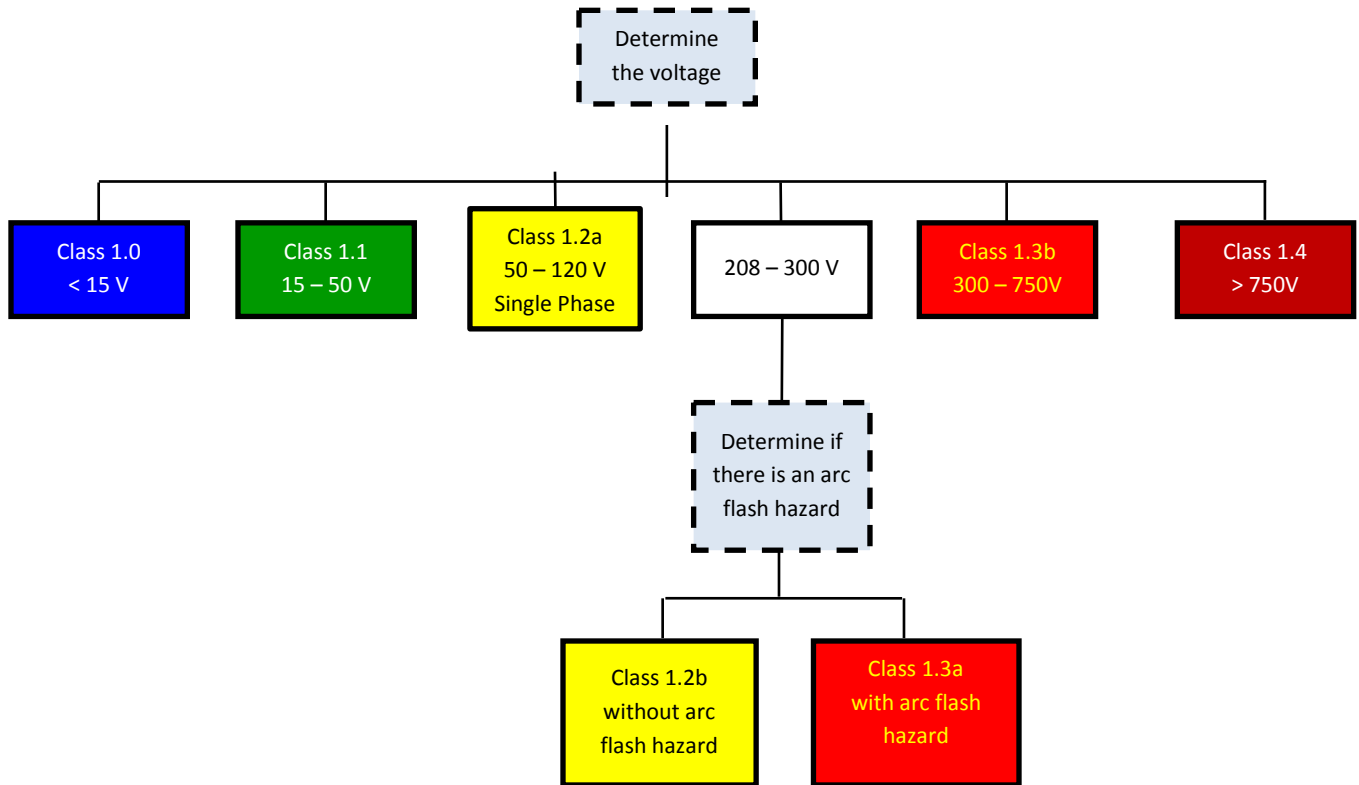 Determine
the voltage
Class 1.0
< 15 V
Class 1.1
15 – 50 V
Class 1.2a
50 – 120 V
Single Phase
208 – 300 V
Class 1.3b
300 – 750V
Class 1.4
> 750V
Determine if
there is an arc
flash hazard
Class 1.2b
without arc
flash hazard
Class 1.3a
with arc flash
hazard